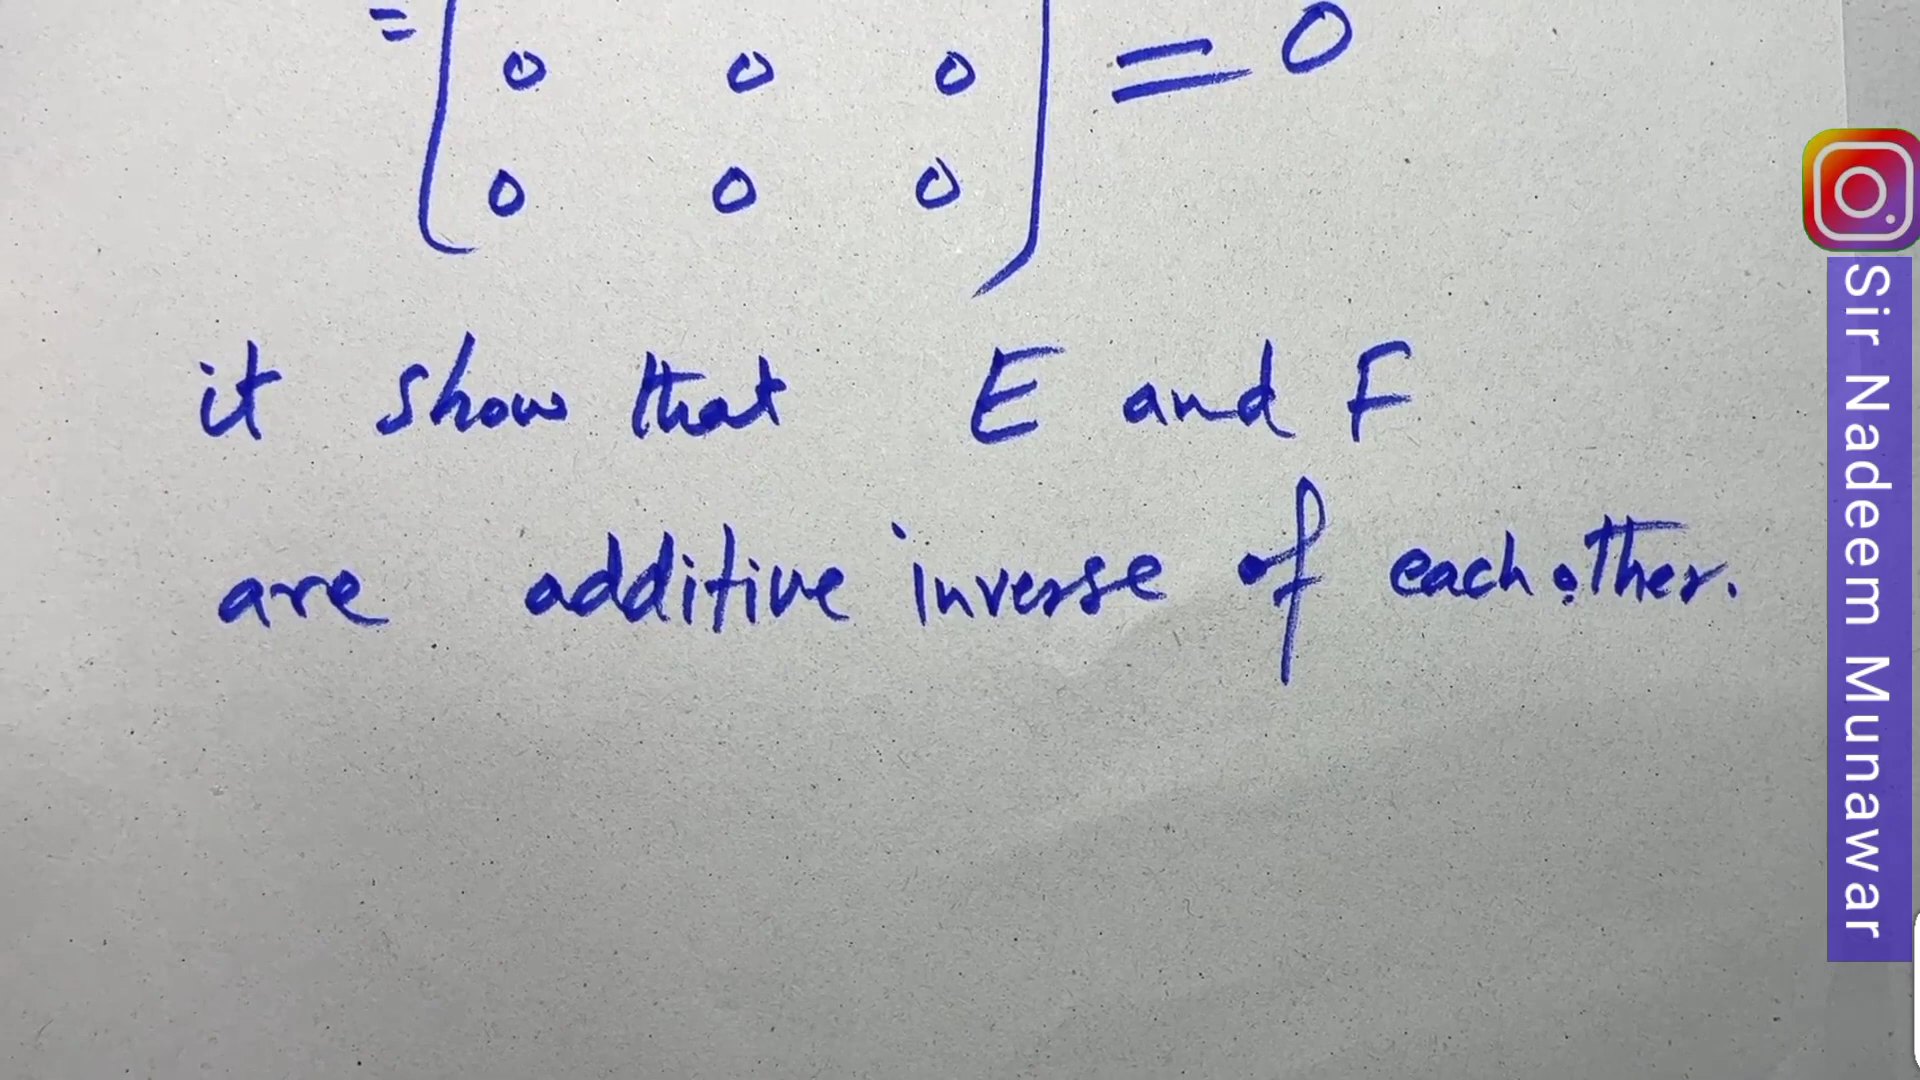 =
0 0 0 = 0
0 0 0
it show that E and F
are additive inverse of each other.
Sir Nadeem Munawar